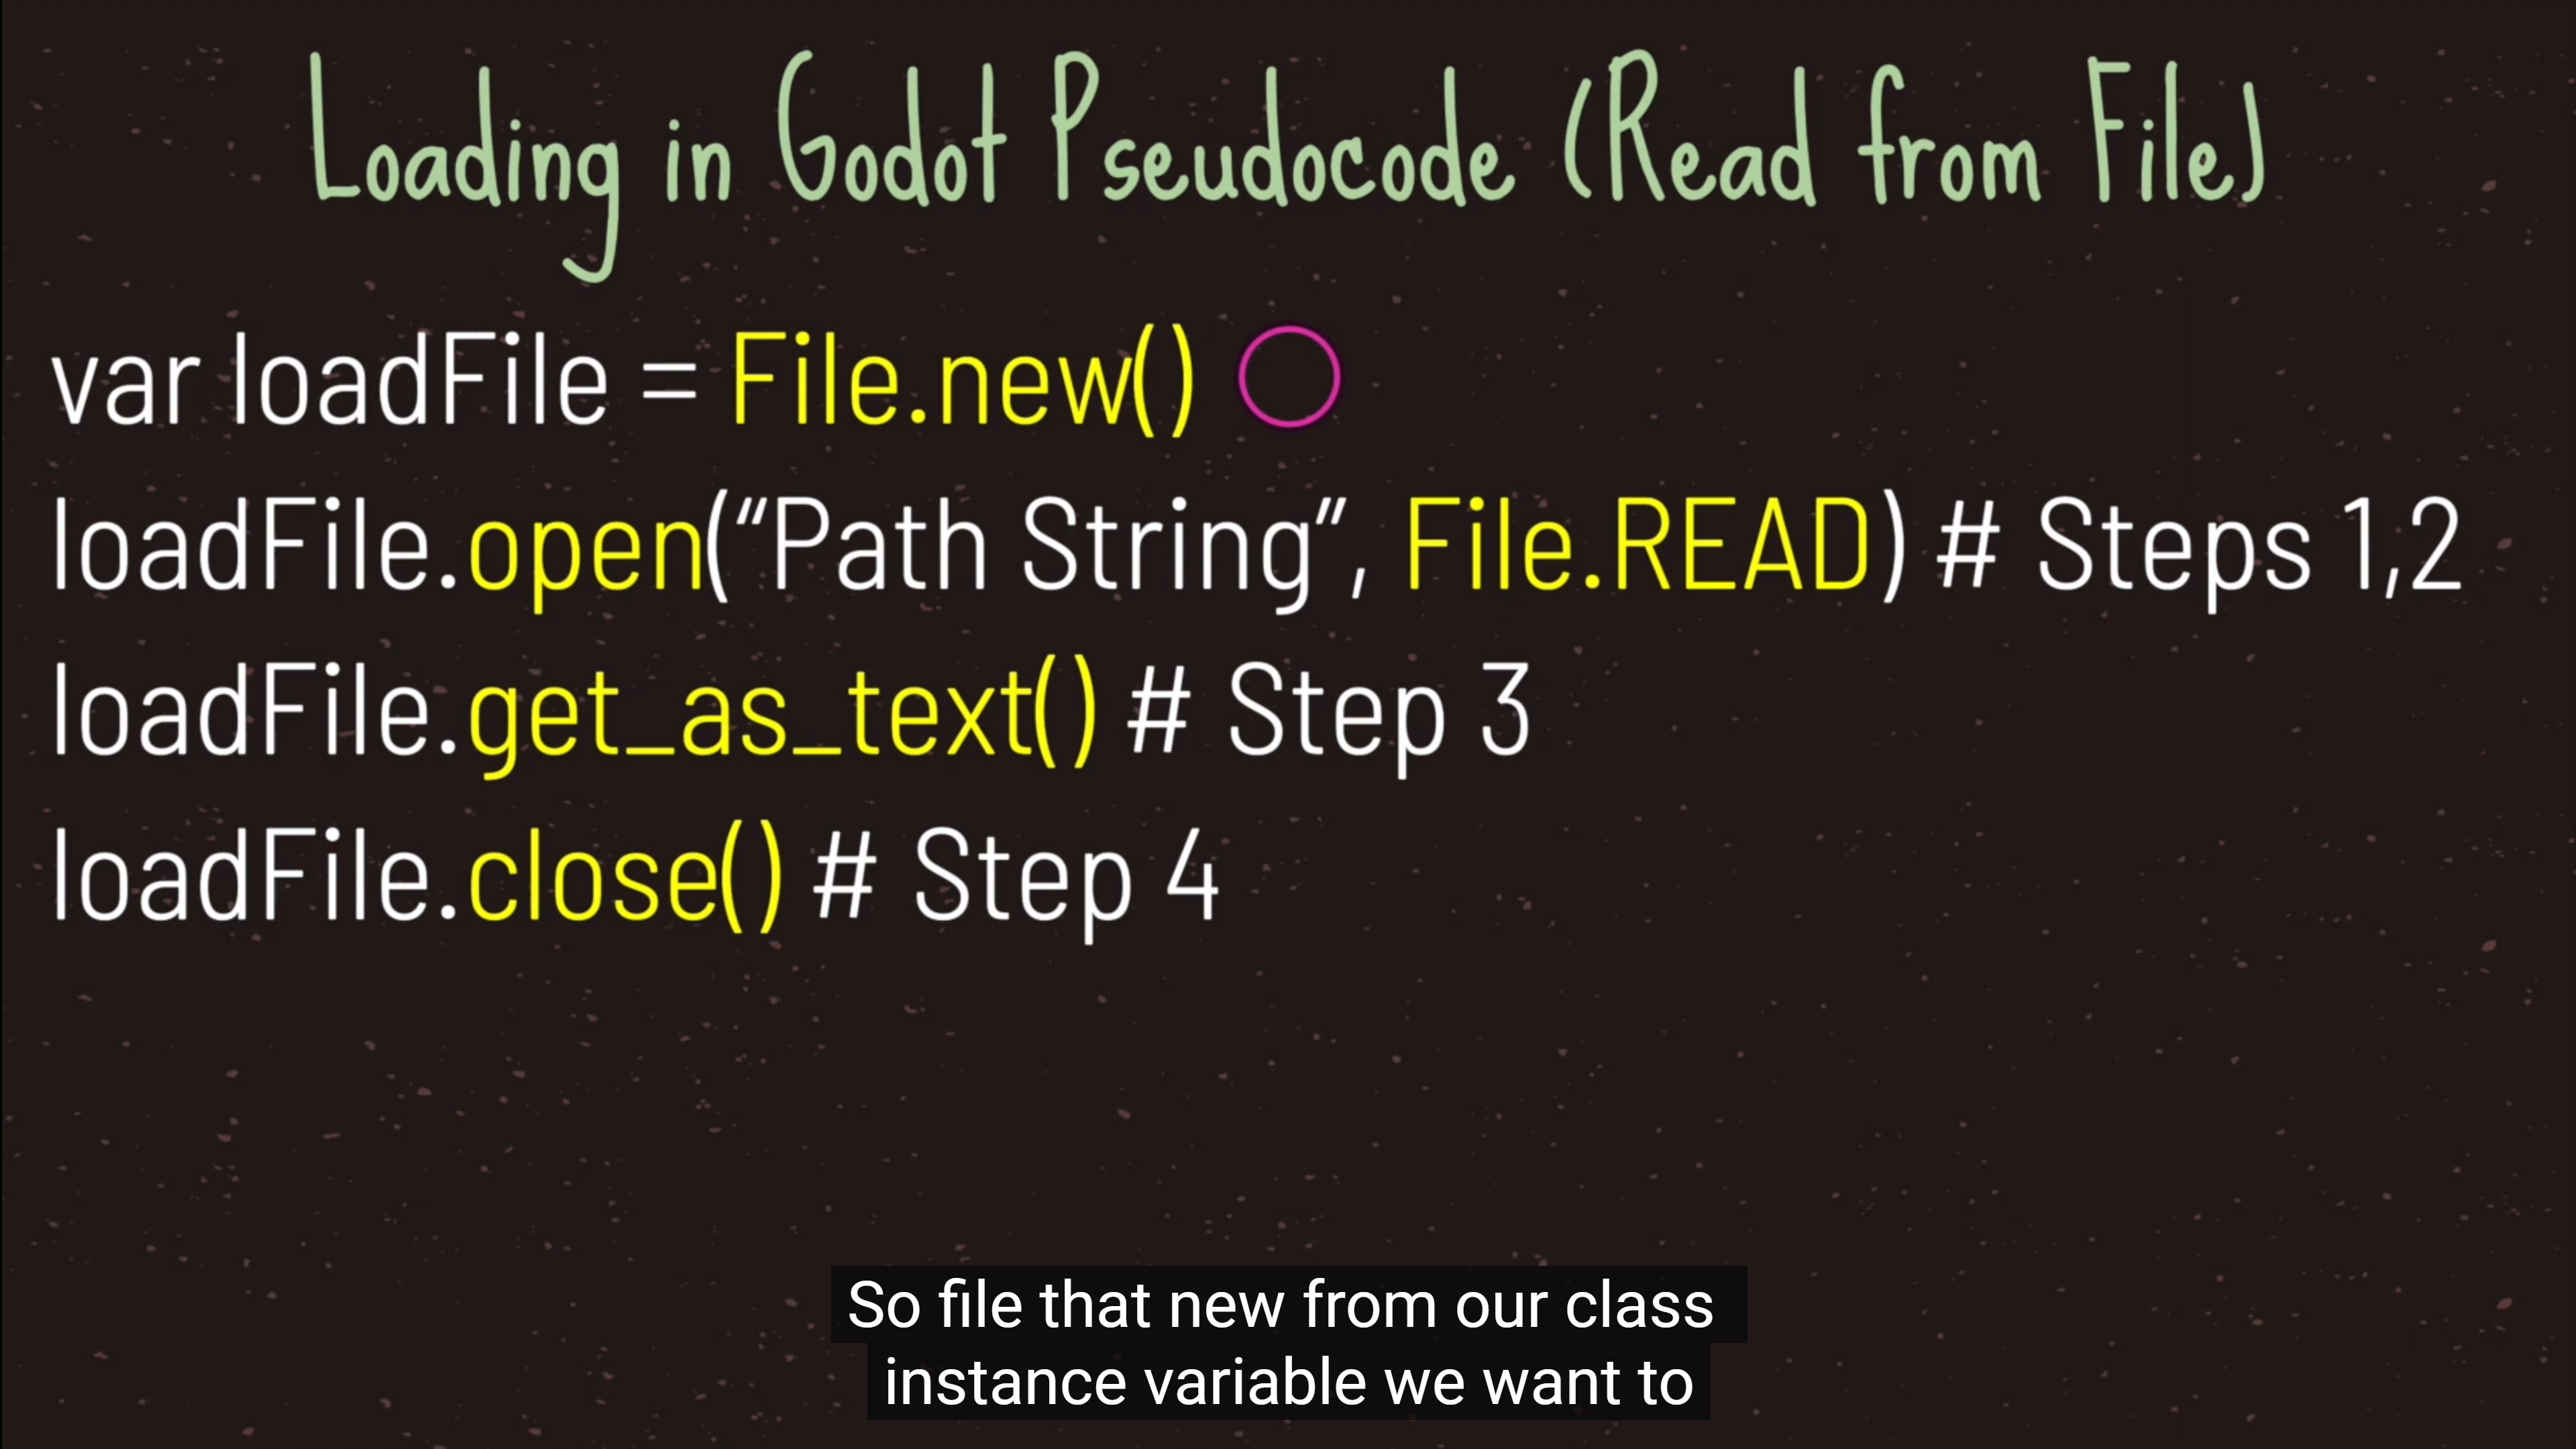 Loading in Godot Pseudocode (Read from File)
var loadFile = File.new()
loadFile.open(“Path String”, File.READ) # Steps 1,2
loadFile.get_as_text() # Step 3
loadFile.close() # Step 4
So file that new from our class
instance variable we want to